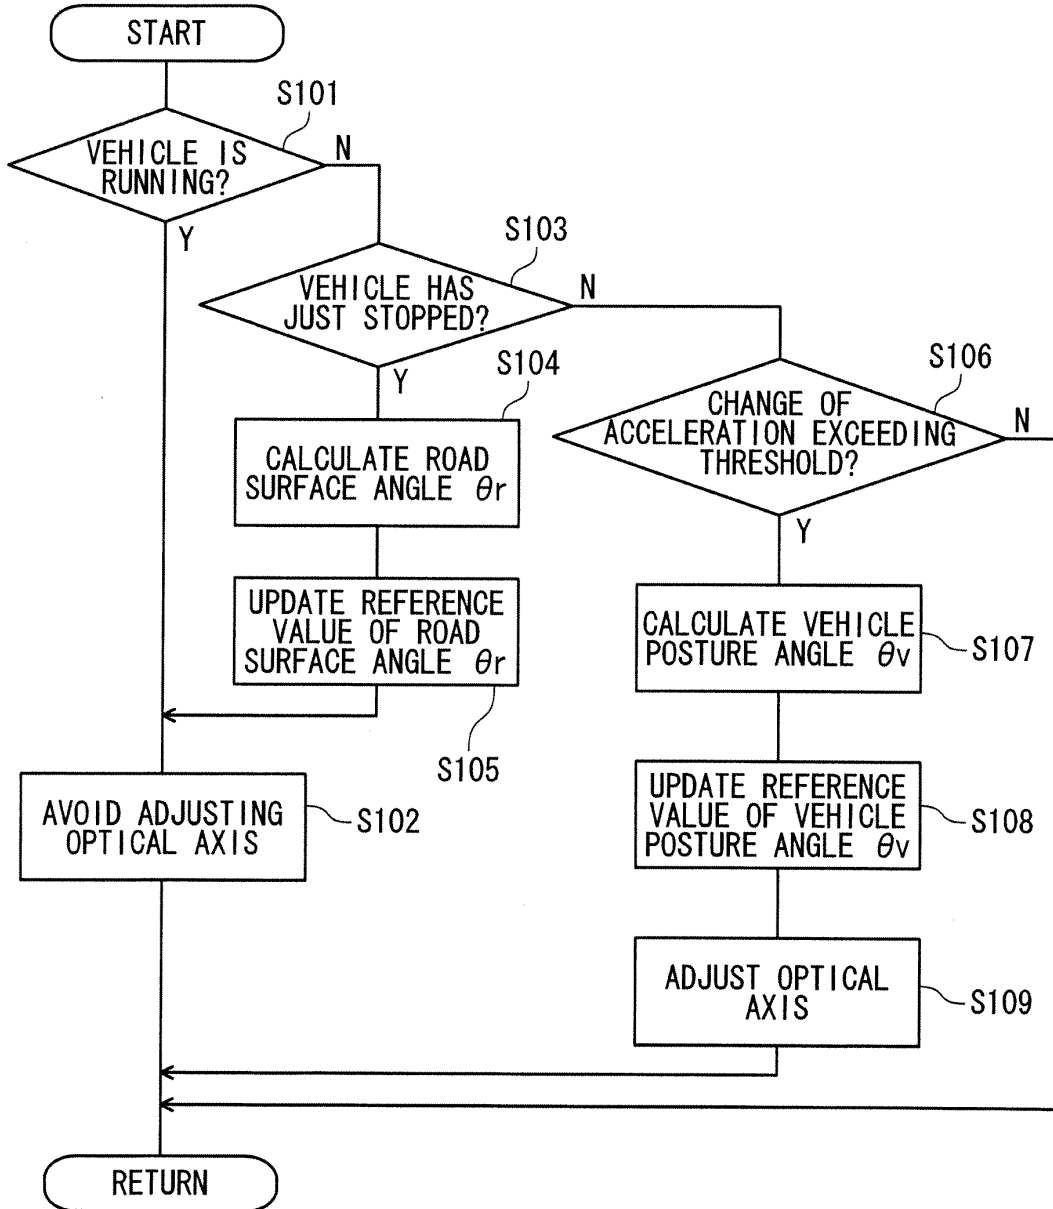 START
S101
VEHICLE IS
RUNNING?
N
Y
S103
VEHICLE HAS
JUST STOPPED?
N
Y
S104
CALCULATE ROAD
SURFACE ANGLE θr
UPDATE REFERENCE
VALUE OF ROAD
SURFACE ANGLE θr
S105
S106
CHANGE OF
ACCELERATION EXCEEDING
THRESHOLD?
N
Y
CALCULATE VEHICLE
POSTURE ANGLE θv
S107
AVOID ADJUSTING
OPTICAL AXIS
S102
UPDATE REFERENCE
VALUE OF VEHICLE
POSTURE ANGLE θv
S108
ADJUST OPTICAL
AXIS
S109
RETURN